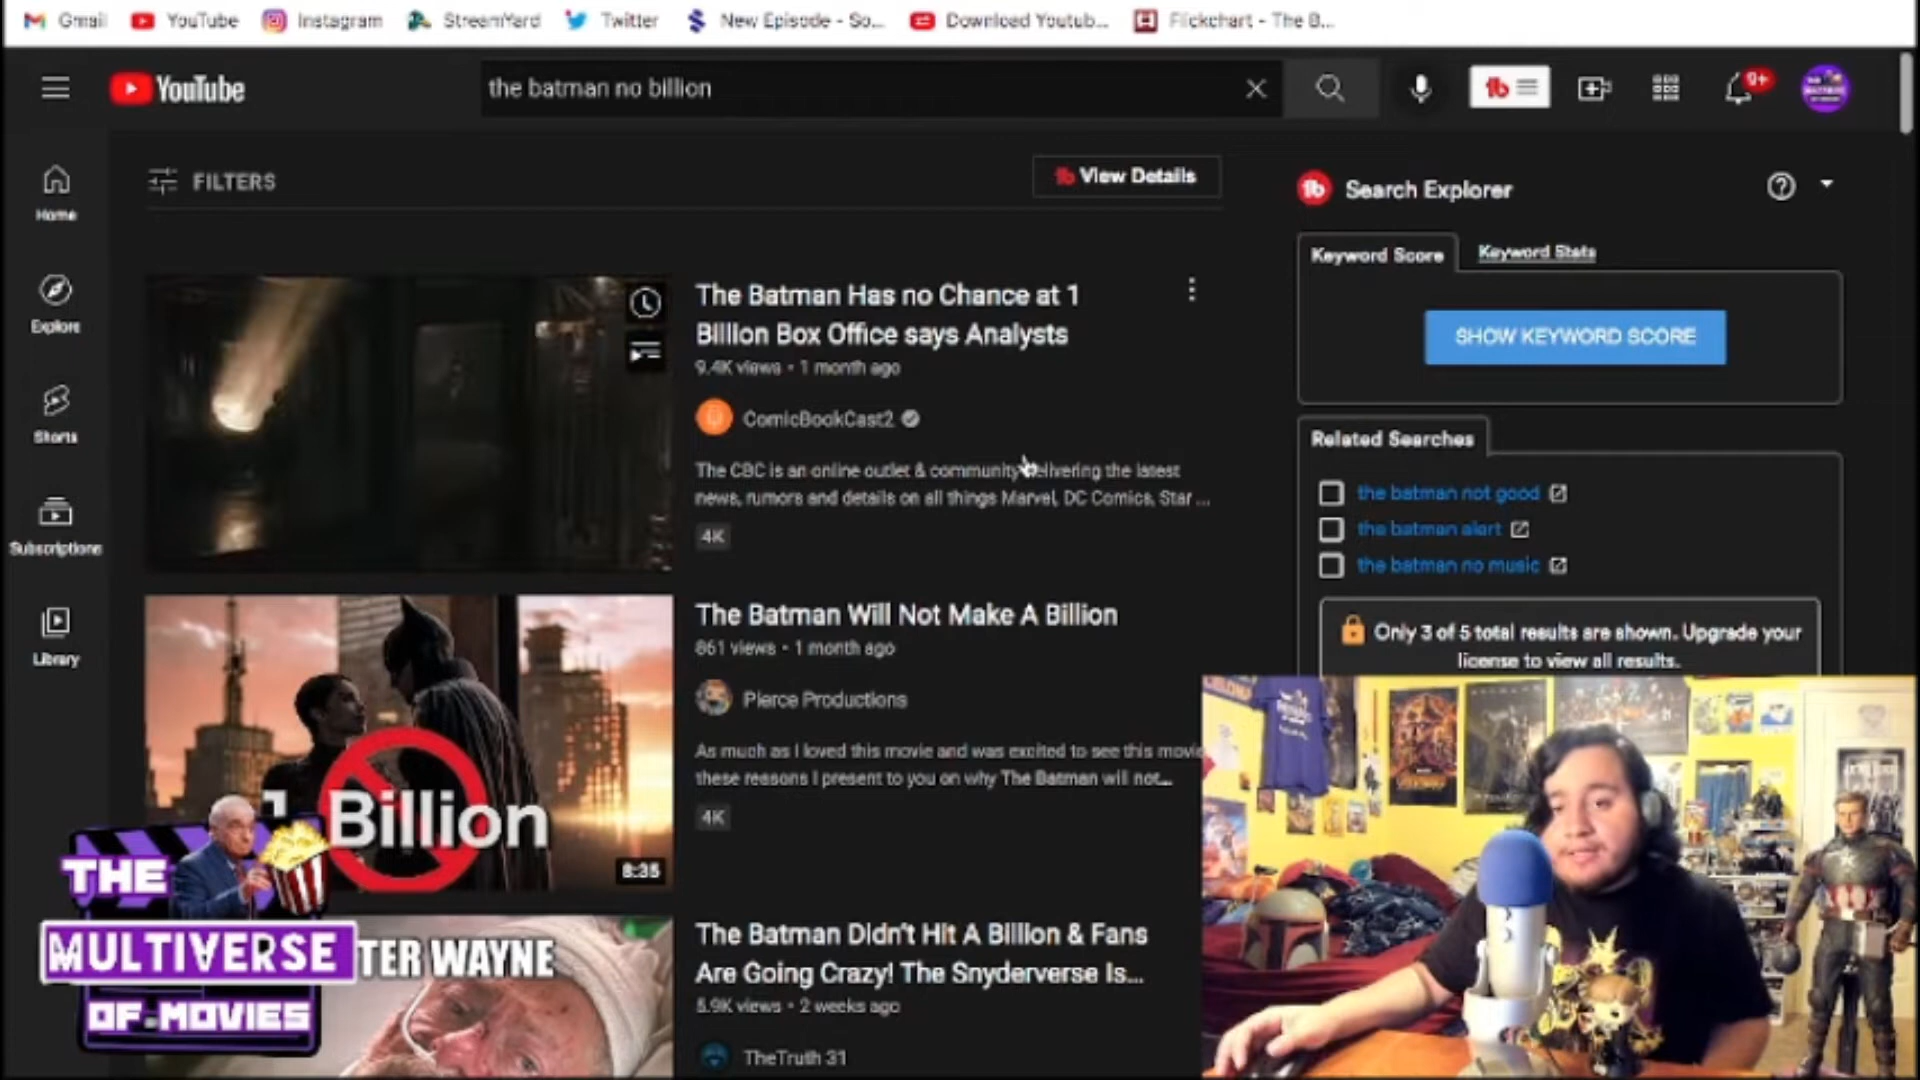 Gmail YouTube Instagram StreamYard Twitter New Episode - So... Download Youtub... Flickchart - The B...
YouTube
the batman no billion
9+
FILTERS
View Details
Search Explorer
Home
Explore
Shorts
Subscriptions
Library
Keyword Score Keyword Stats
SHOW KEYWORD SCORE
The Batman Has no Chance at 1
Billion Box Office says Analysts
9.4K views • 1 month ago
ComicBookCast2
The CBC is an online outlet & community delivering the latest
news, rumors and details on all things Marvel, DC Comics, Star ...
4K
Related Searches
the batman not good
the batman alert
the batman no music
Only 3 of 5 total results are shown. Upgrade your
license to view all results.
The Batman Will Not Make A Billion
861 views • 1 month ago
Pierce Productions
As much as I loved this movie and was excited to see this movie
these reasons I present to you on why The Batman will not...
4K
1 Billion
8:35
THE
MULTIVERSE
OF MOVIES
TER WAYNE
The Batman Didn't Hit A Billion & Fans
Are Going Crazy! The Snyderverse Is...
5.9K views • 2 weeks ago
TheTruth 31